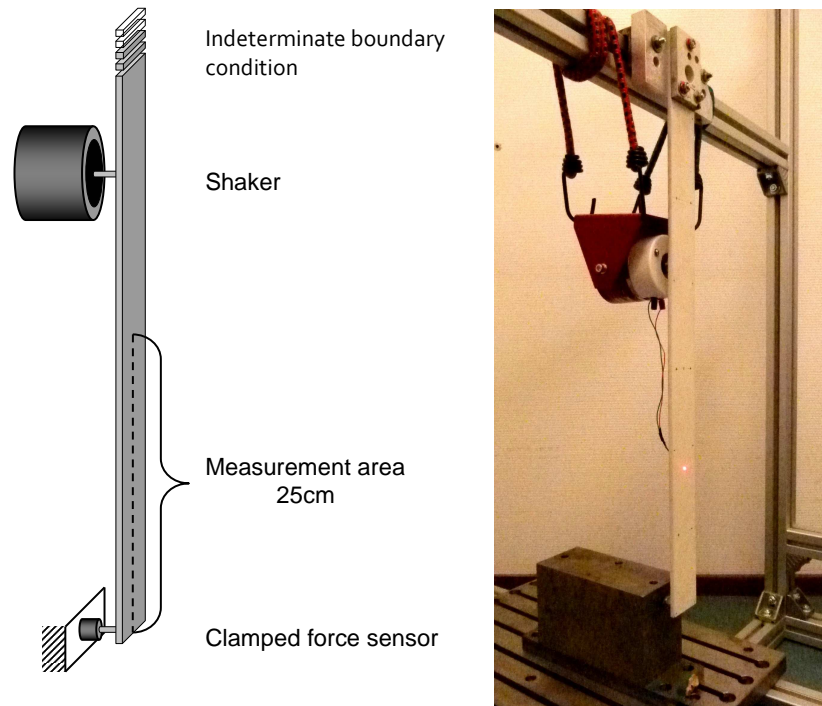 Indeterminate boundary
condition
Shaker
Measurement area
25cm
Clamped force sensor